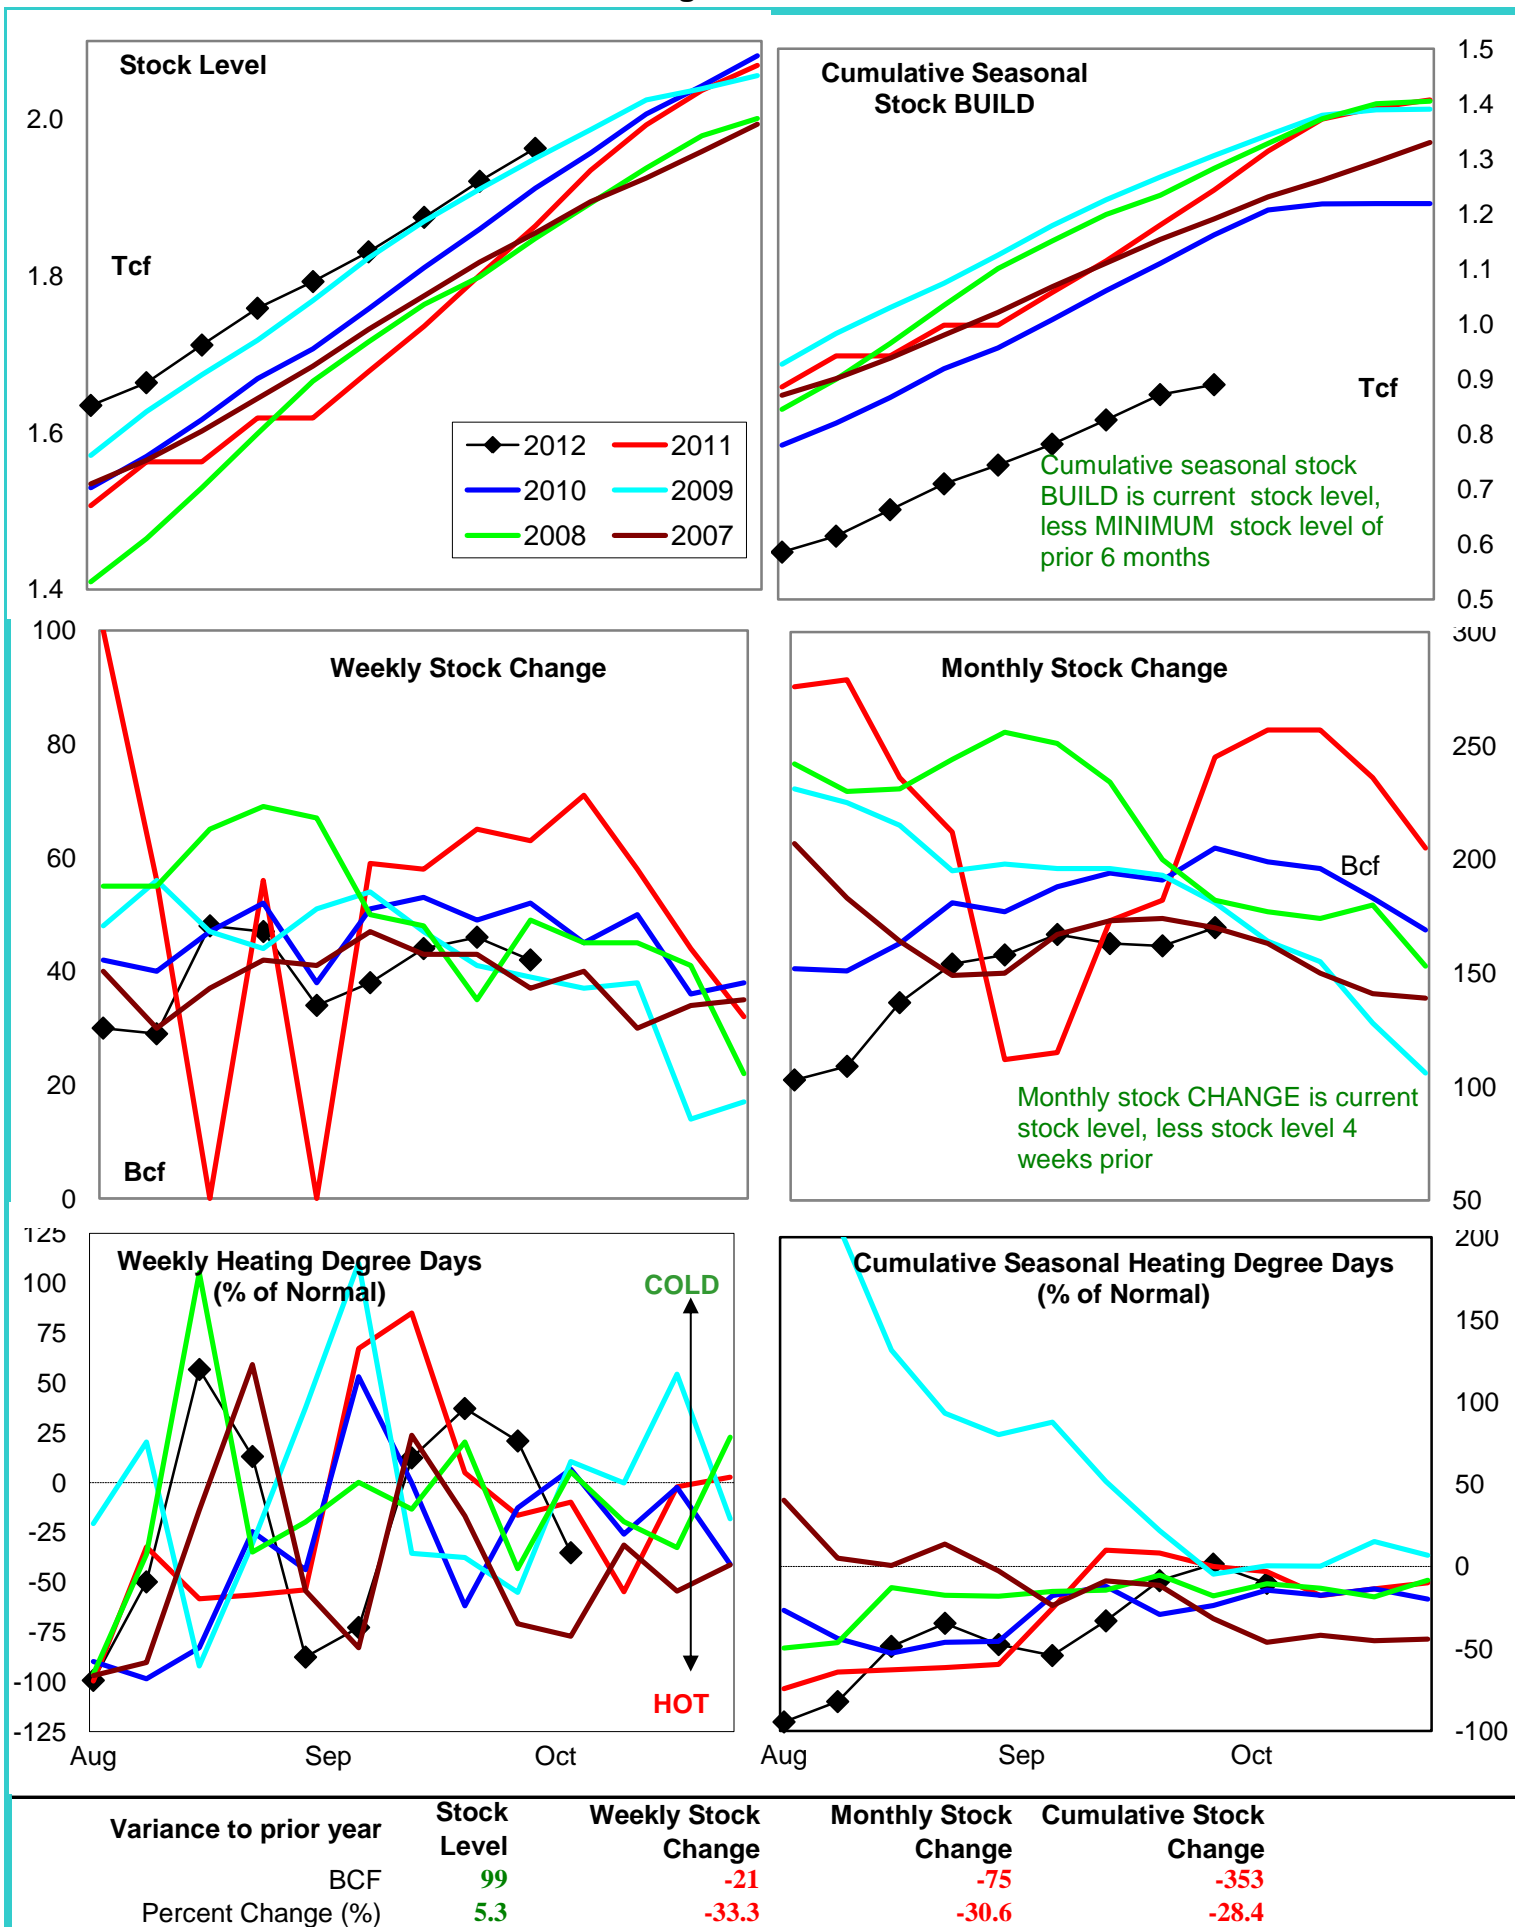 Stock Level
Tcf
2.0
1.8
1.6
1.4
2012
2011
2010
2009
2008
2007
Cumulative Seasonal
Stock BUILD
Tcf
Cumulative seasonal stock
BUILD is current stock level,
less MINIMUM stock level of
prior 6 months
1.5
1.4
1.3
1.2
1.1
1.0
0.9
0.8
0.7
0.6
0.5
Weekly Stock Change
Bcf
100
80
60
40
20
0
Monthly Stock Change
Bcf
Monthly stock CHANGE is current
stock level, less stock level 4
weeks prior
300
250
200
150
100
50
Weekly Heating Degree Days
(% of Normal)
COLD
HOT
125
100
75
50
25
0
-25
-50
-75
-100
-125
Aug
Sep
Oct
Cumulative Seasonal Heating Degree Days
(% of Normal)
200
150
100
50
0
-50
-100
Aug
Sep
Oct
Variance to prior year
Stock
Level
Weekly Stock
Change
Monthly Stock
Change
Cumulative Stock
Change
BCF 99 -21 -75 -353
Percent Change (%) 5.3 -33.3 -30.6 -28.4